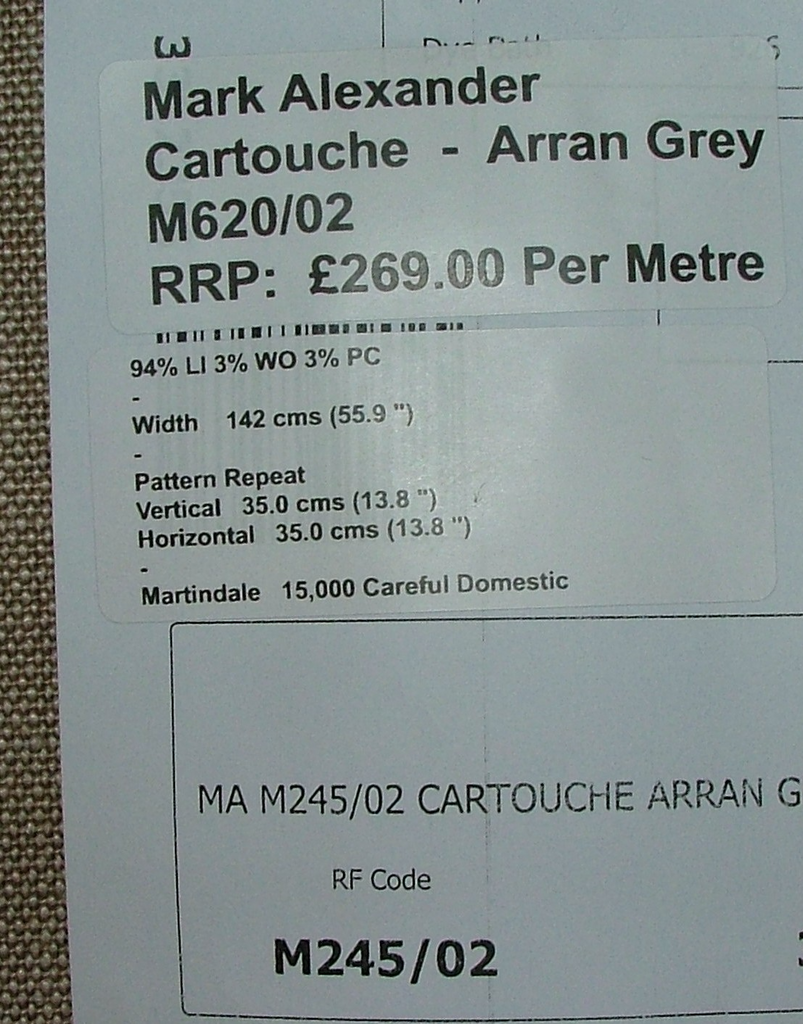 3
Mark Alexander
Cartouche - Arran Grey
M620/02
RRP: £269.00 Per Metre
94% LI 3% WO 3% PC
-
Width 142 cms (55.9 ")
-
Pattern Repeat
Vertical 35.0 cms (13.8 ")
Horizontal 35.0 cms (13.8 ")
-
Martindale 15,000 Careful Domestic
MA M245/02 CARTOUCHE ARRAN G
RF Code
M245/02